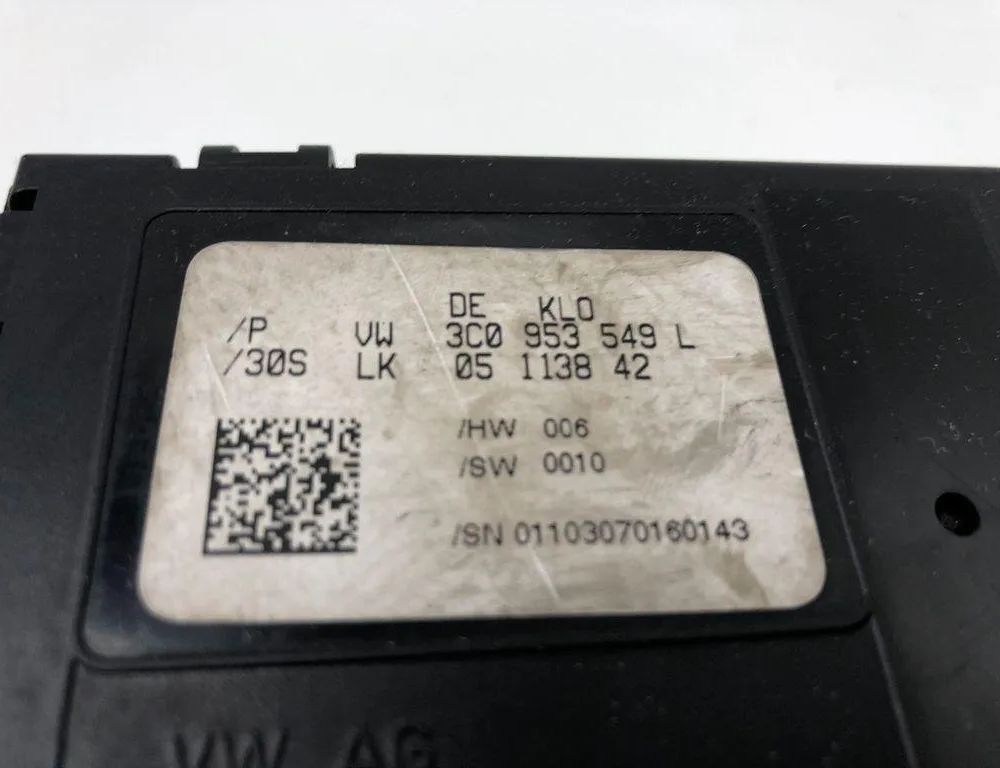 DE KLO
/P VW 3C0 953 549 L
/30S LK 05 1138 42
/HW 006
/SW 0010
/SN 01103070160143
VW AG